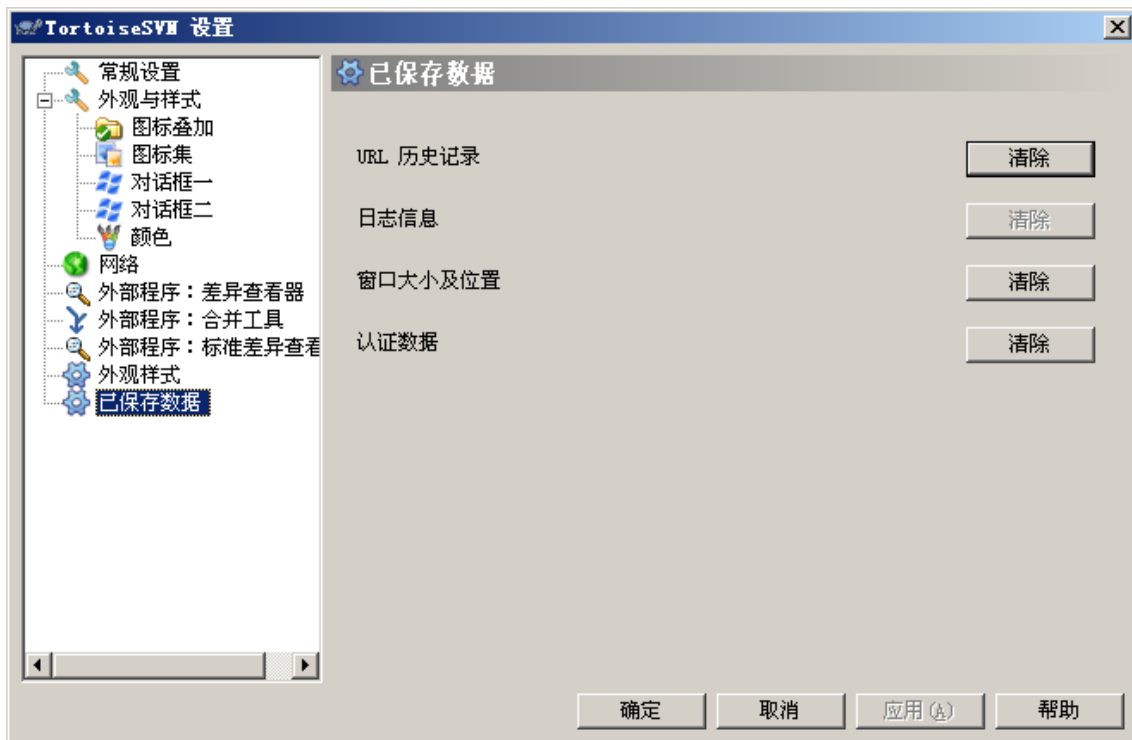 TortoiseSVN 设置
常规设置
外观与样式
图标叠加
图标集
对话框一
对话框二
颜色
网络
外部程序：差异查看器
外部程序：合并工具
外部程序：标准差异查看
外观样式
已保存数据
已保存数据
URL 历史记录
清除
日志信息
清除
窗口大小及位置
清除
认证数据
清除
确定
取消
应用(A)
帮助